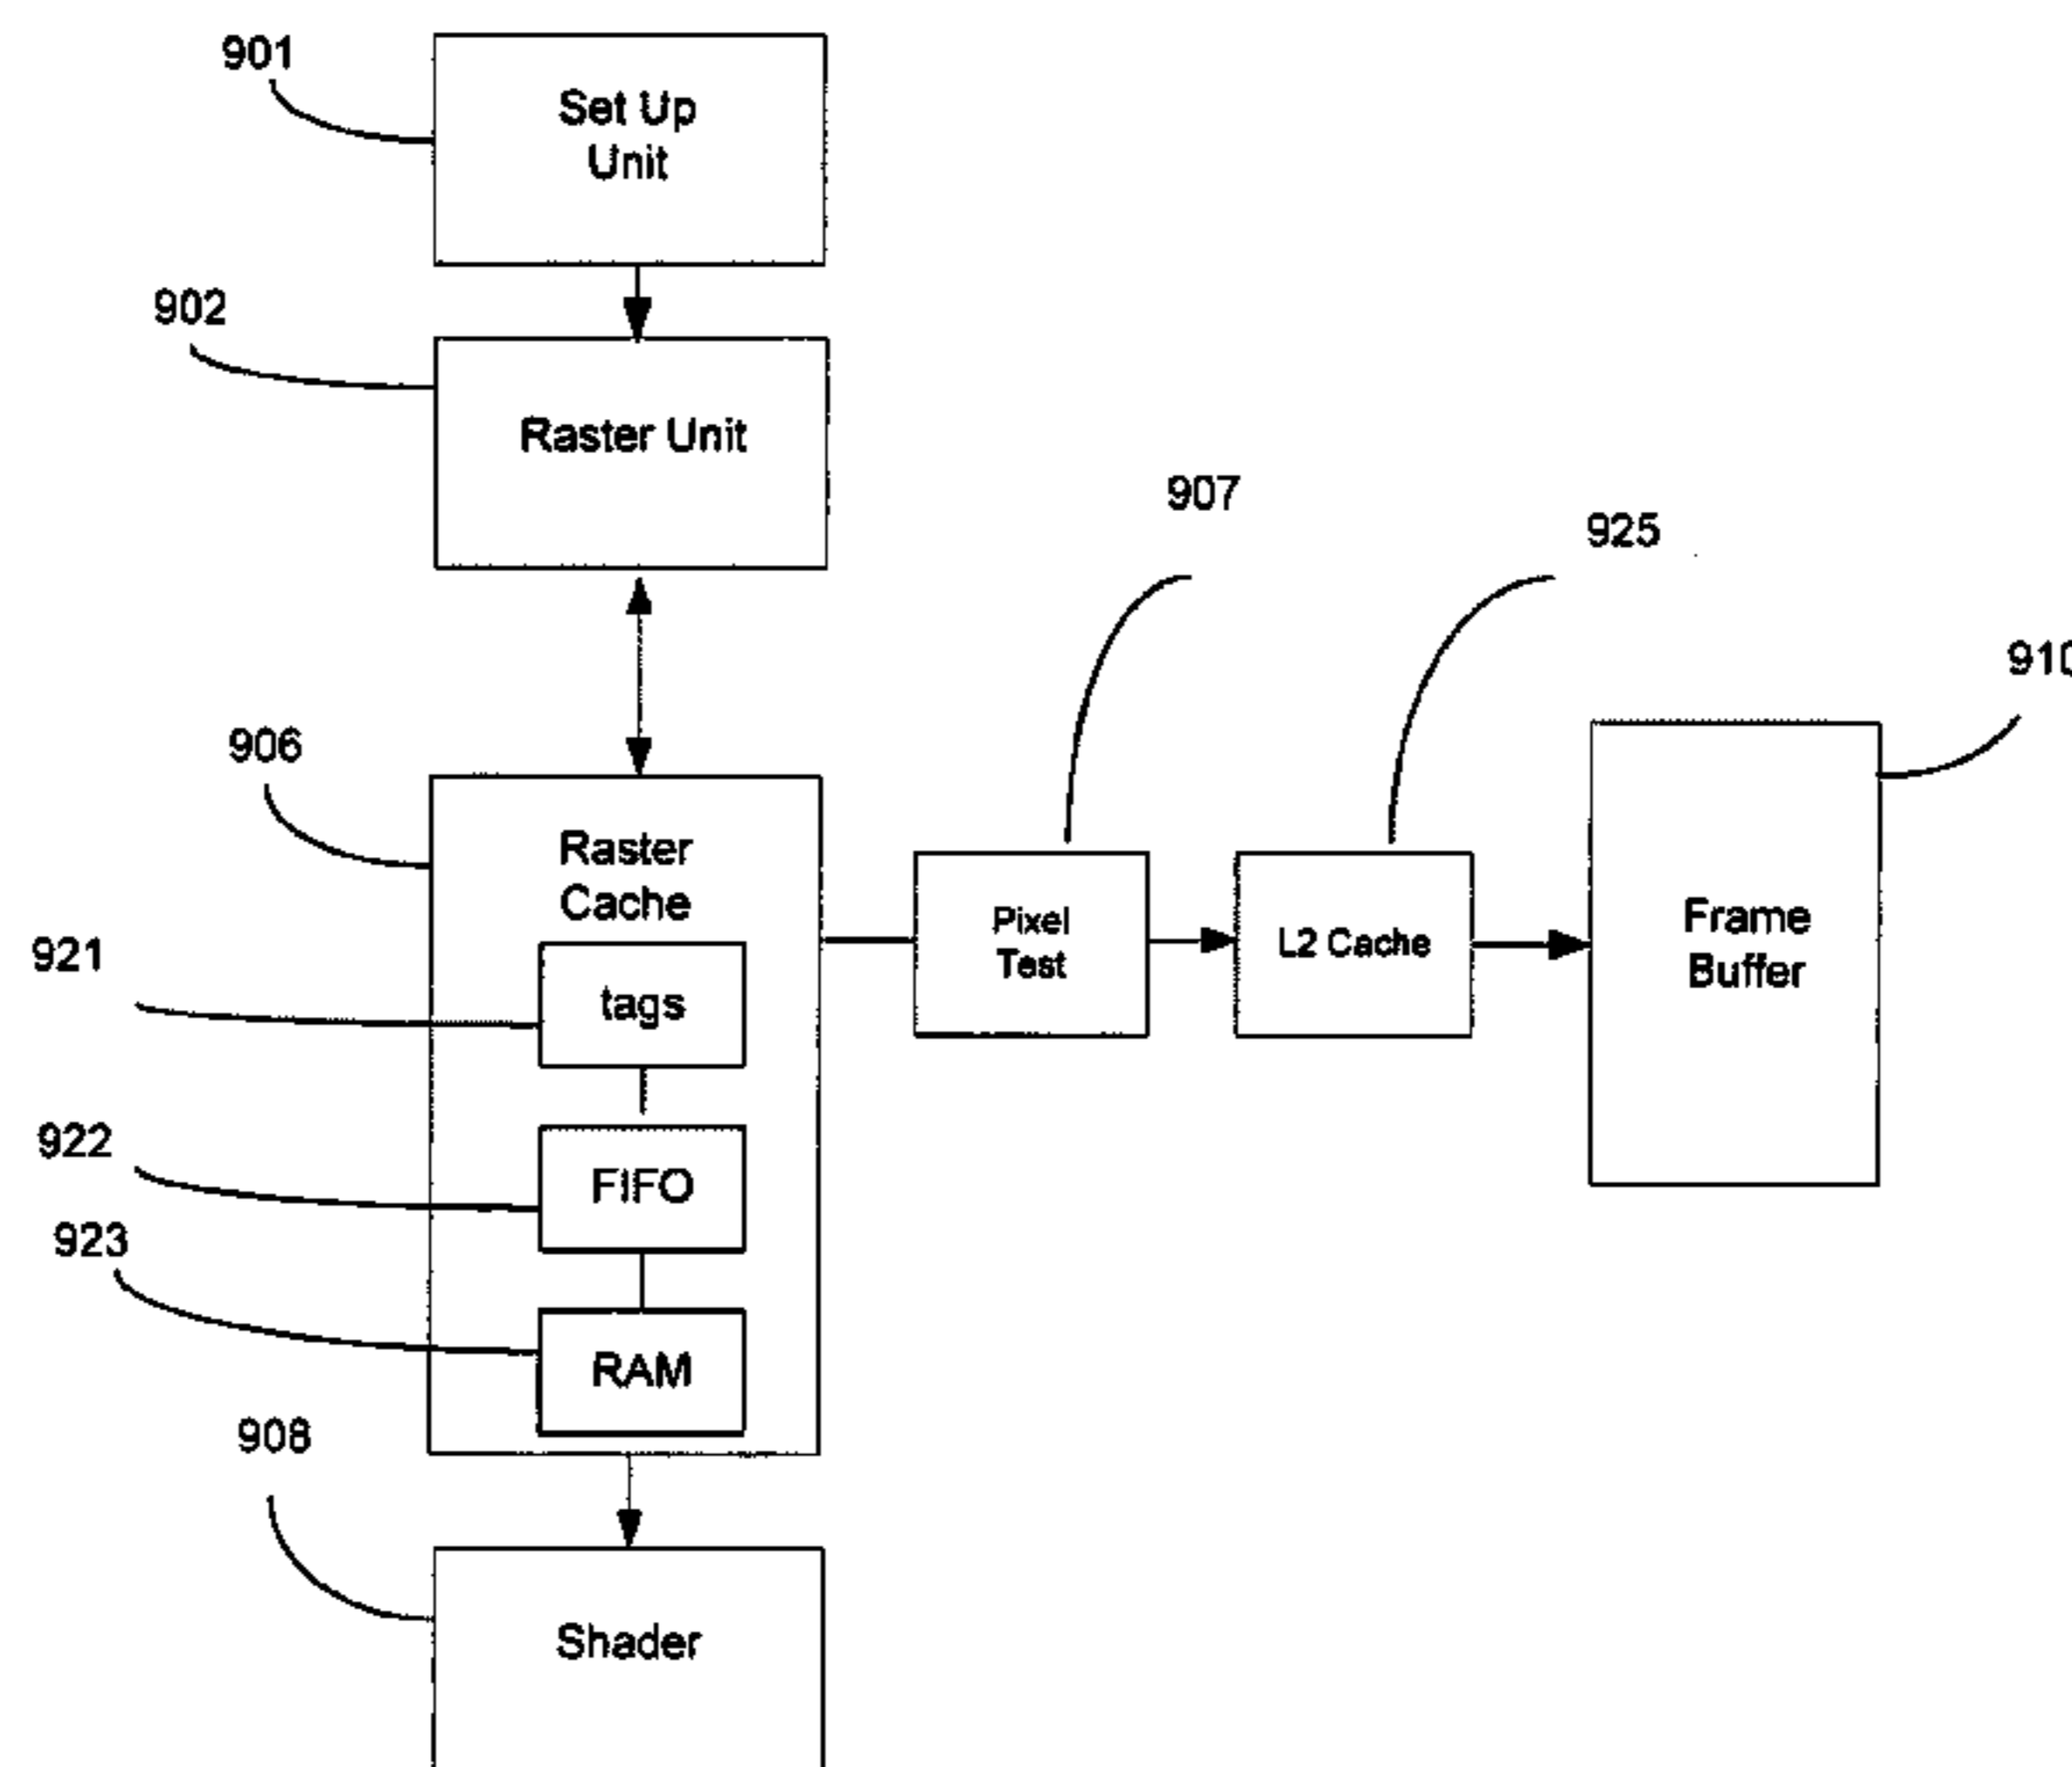 901
Set Up
Unit
902
Raster Unit
907
925
910
906
Raster
Cache
Pixel
Test
L2 Cache
Frame
Buffer
921
tags
922
FIFO
923
RAM
908
Shader